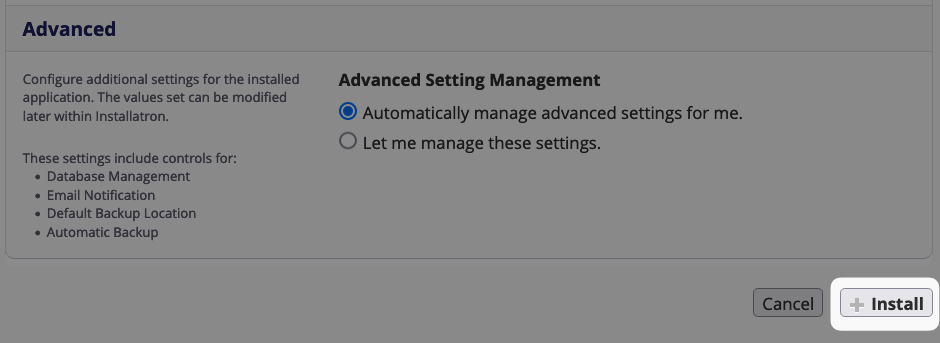 Advanced
Configure additional settings for the installed
application. The values set can be modified
later within Installatron.
These settings include controls for:
• Database Management
• Email Notification
• Default Backup Location
• Automatic Backup
Advanced Setting Management
Automatically manage advanced settings for me.
Let me manage these settings.
Cancel
+ Install